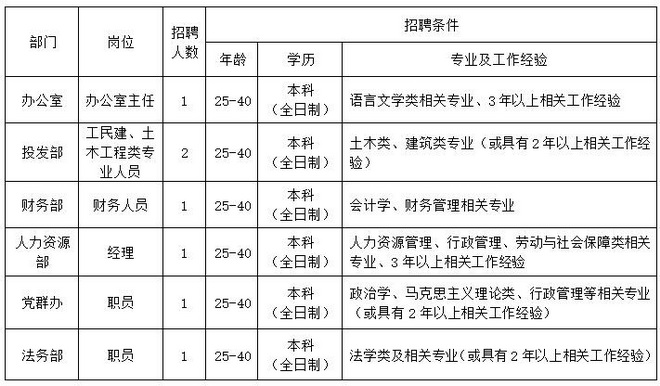 部门
岗位
招聘
人数
招聘条件
年龄
学历
专业及工作经验
办公室
办公室主任
1
25-40
本科
（全日制）
语言文学类相关专业、3年以上相关工作经验
投发部
工民建、土
木工程类专
业人员
2
25-40
本科
（全日制）
土木类、建筑类专业（或具有2年以上相关工作经
验）
财务部
财务人员
1
25-40
本科
（全日制）
会计学、财务管理相关专业
人力资源
部
经理
1
25-40
本科
（全日制）
人力资源管理、行政管理、劳动与社会保障类相关
专业、3年以上相关工作经验
党群办
职员
1
25-40
本科
（全日制）
政治学、马克思主义理论类、行政管理等相关专业
（或具有2年以上相关工作经验）
法务部
职员
1
25-40
本科
（全日制）
法学类及相关专业（或具有2年以上相关工作经验）